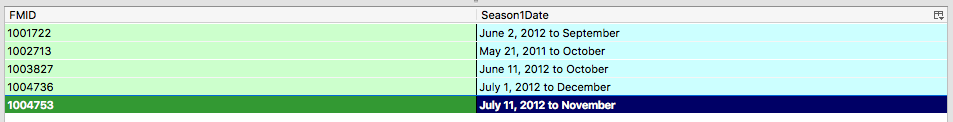 FMID Season1Date
1001722 June 2, 2012 to September
1002713 May 21, 2011 to October
1003827 June 11, 2012 to October
1004736 July 1, 2012 to December
1004753 July 11, 2012 to November